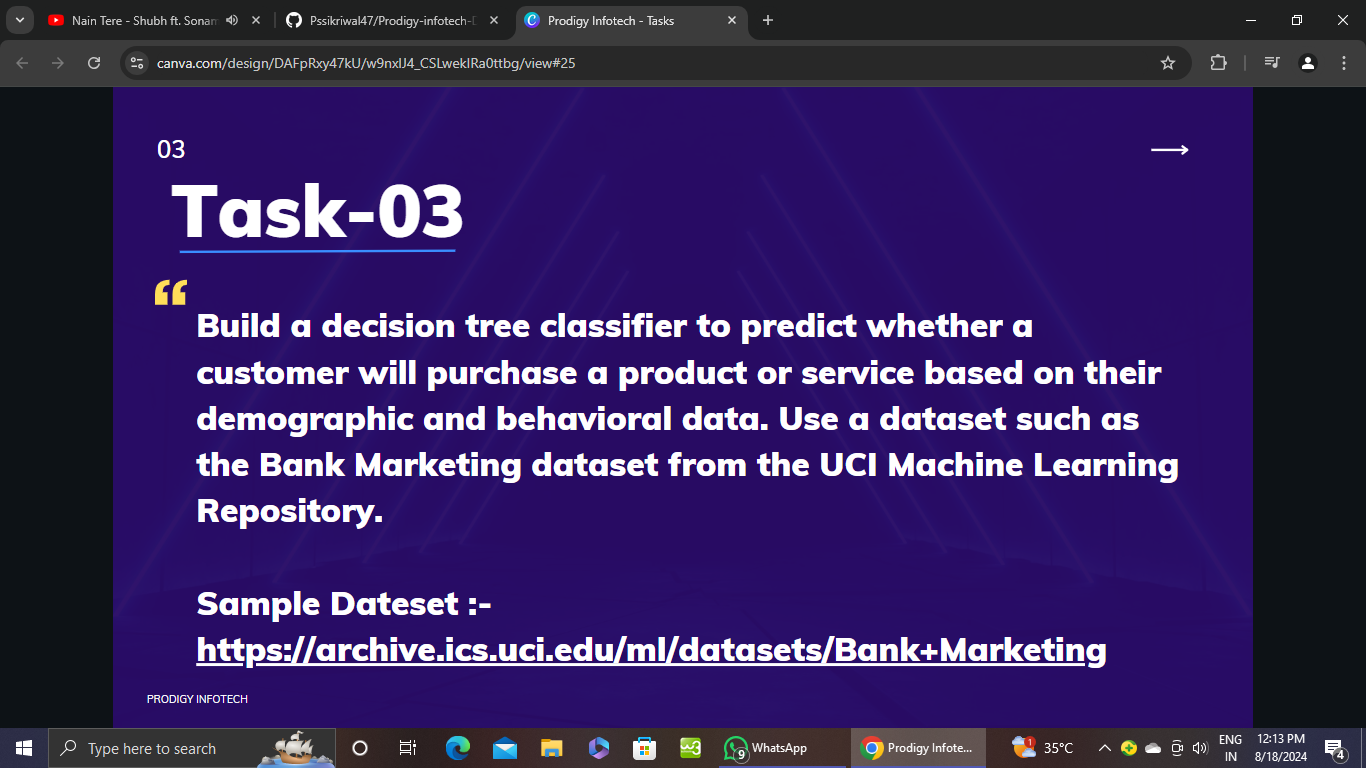 Nain Tere - Shubh ft. Sonam
Pssikriwal47/Prodigy-infotech-D
Prodigy Infotech - Tasks
canva.com/design/DAFpRxy47kU/w9nxlJ4_CSLweklRa0ttbg/view#25
03
Task-03
“
Build a decision tree classifier to predict whether a
customer will purchase a product or service based on their
demographic and behavioral data. Use a dataset such as
the Bank Marketing dataset from the UCI Machine Learning
Repository.
Sample Dateset :-
https://archive.ics.uci.edu/ml/datasets/Bank+Marketing
PRODIGY INFOTECH
Type here to search
9
WhatsApp
Prodigy Infote...
1
35°C
ENG
IN
12:13 PM
8/18/2024
4